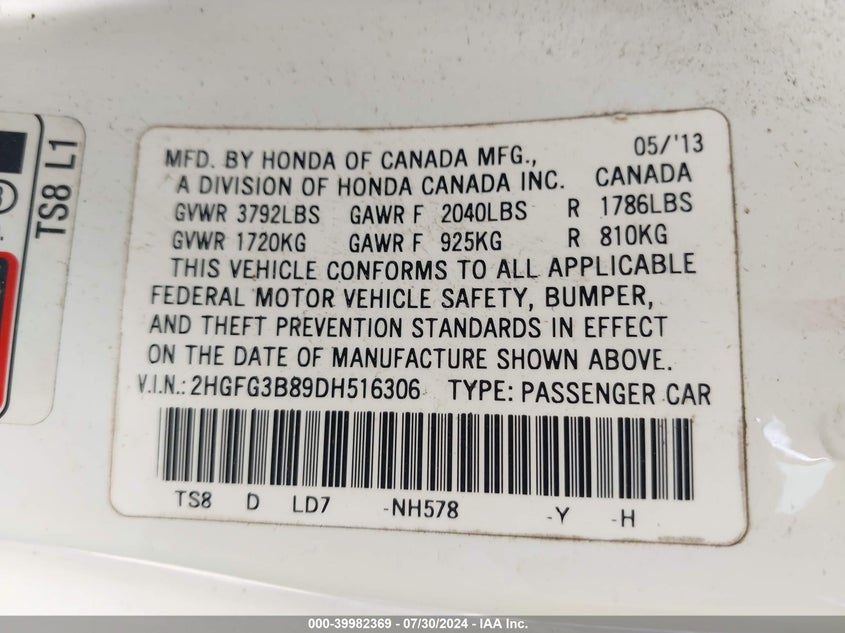 TS8 L1
MFD. BY HONDA OF CANADA MFG., 05/'13
A DIVISION OF HONDA CANADA INC. CANADA
GVWR 3792LBS GAWR F 2040LBS R 1786LBS
GVWR 1720KG GAWR F 925KG R 810KG
THIS VEHICLE CONFORMS TO ALL APPLICABLE
FEDERAL MOTOR VEHICLE SAFETY, BUMPER,
AND THEFT PREVENTION STANDARDS IN EFFECT
ON THE DATE OF MANUFACTURE SHOWN ABOVE.
V.I.N.: 2HGFG3B89DH516306 TYPE: PASSENGER CAR
TS8 D LD7 -NH578 -Y -H
000-39982369 | 07/30/2024 - IAA Inc.